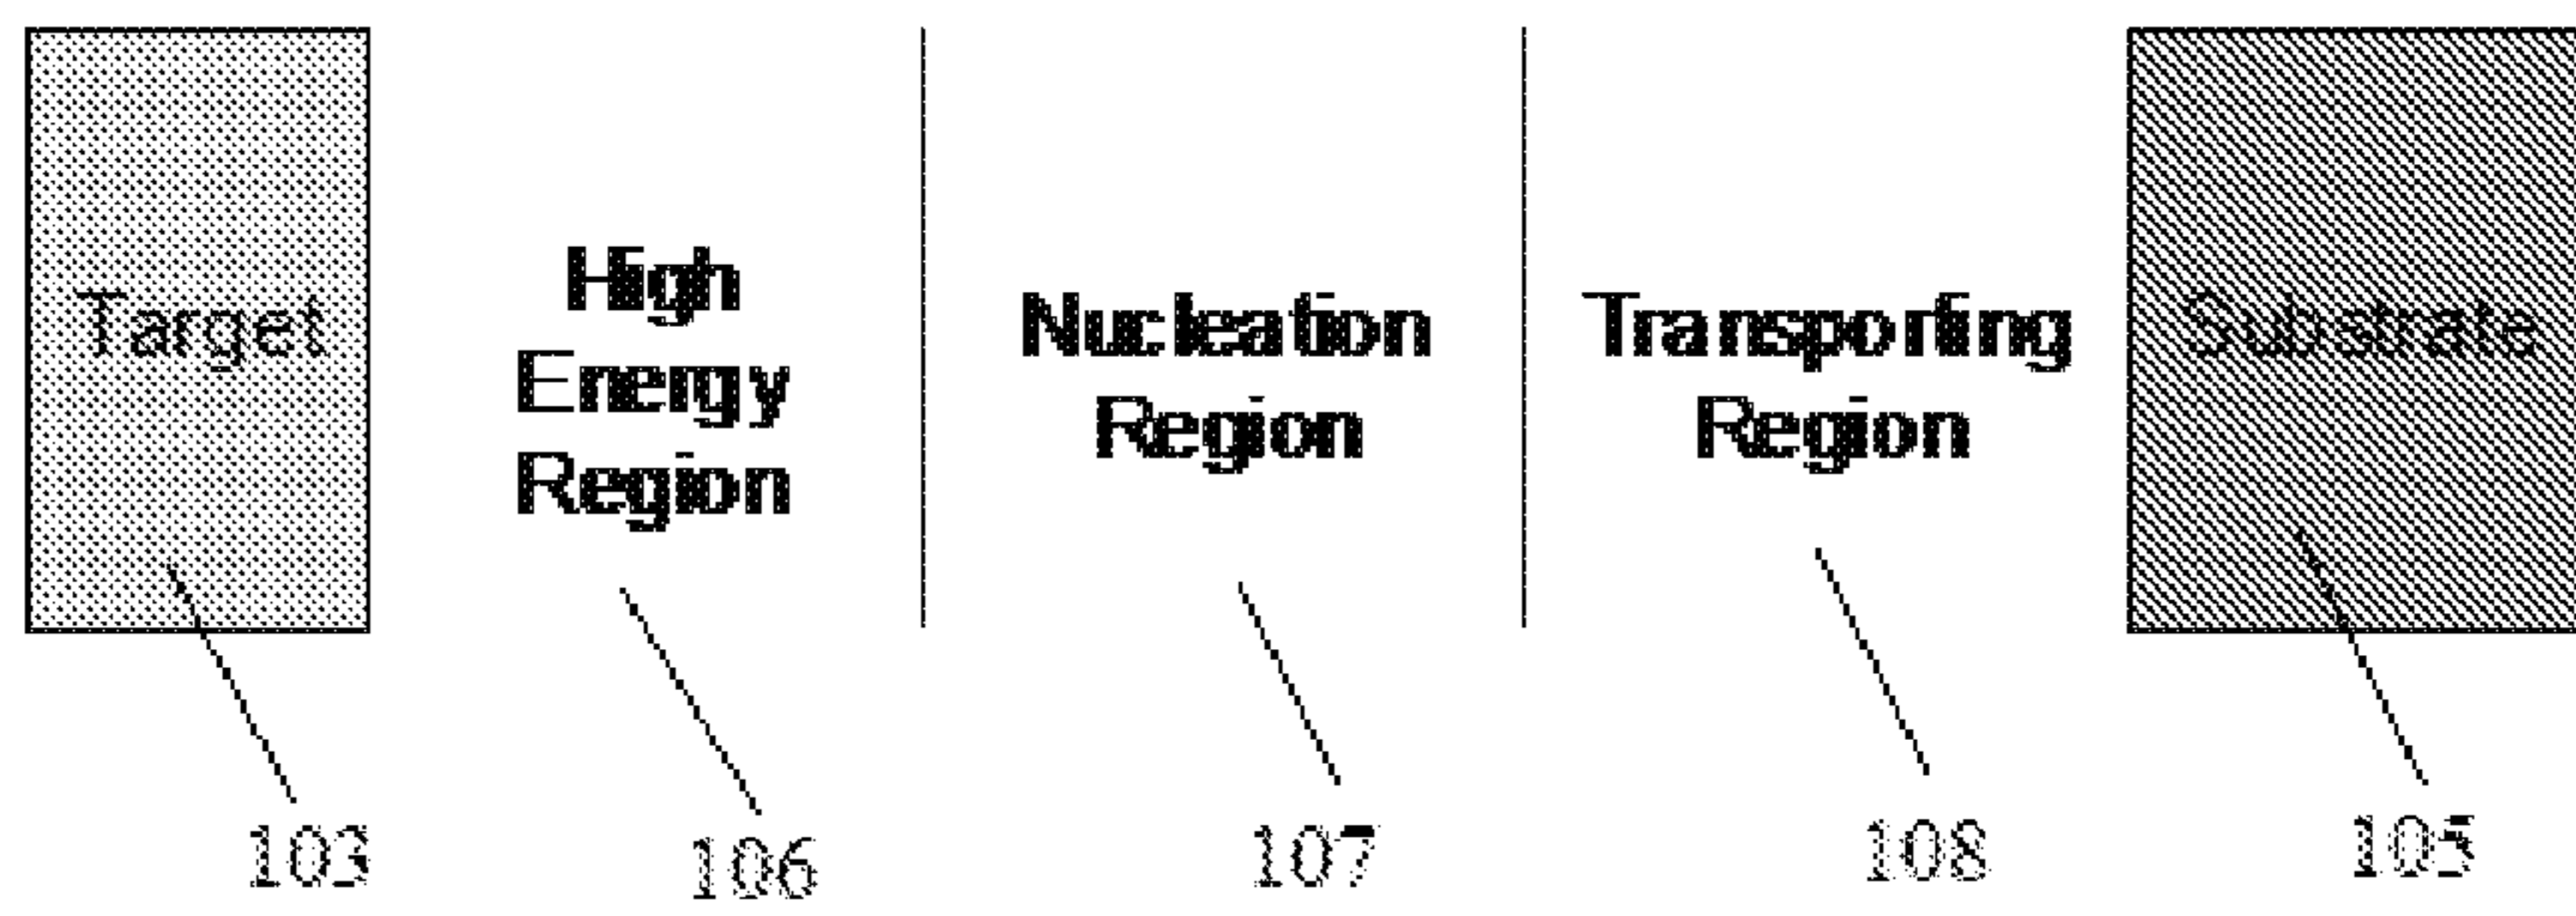 Target
High
Energy
Region
Nucleation
Region
Transporting
Region
Substrate
103
106
107
108
105